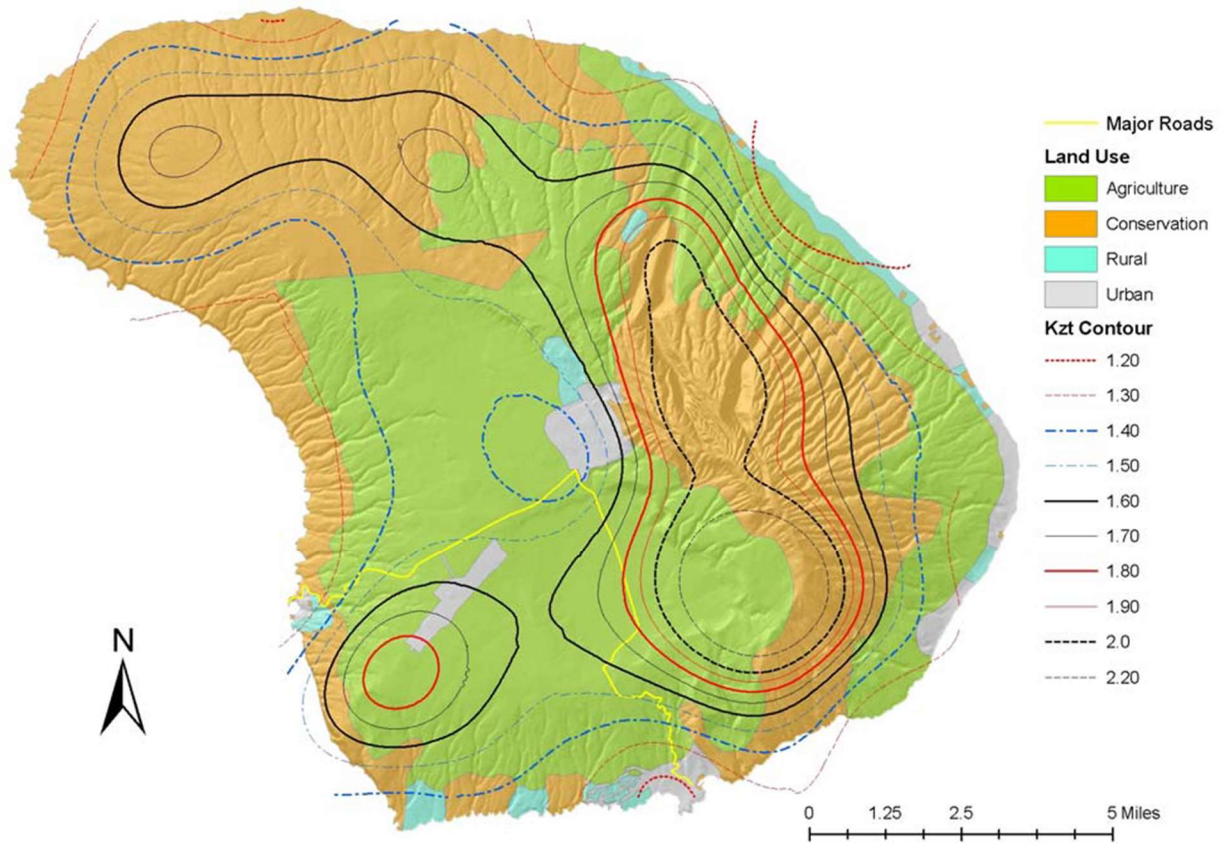 Major Roads
Land Use
Agriculture
Conservation
Rural
Urban
Kzt Contour
1.20
1.30
1.40
1.50
1.60
1.70
1.80
1.90
2.0
2.20
N
0 1.25 2.5 5 Miles